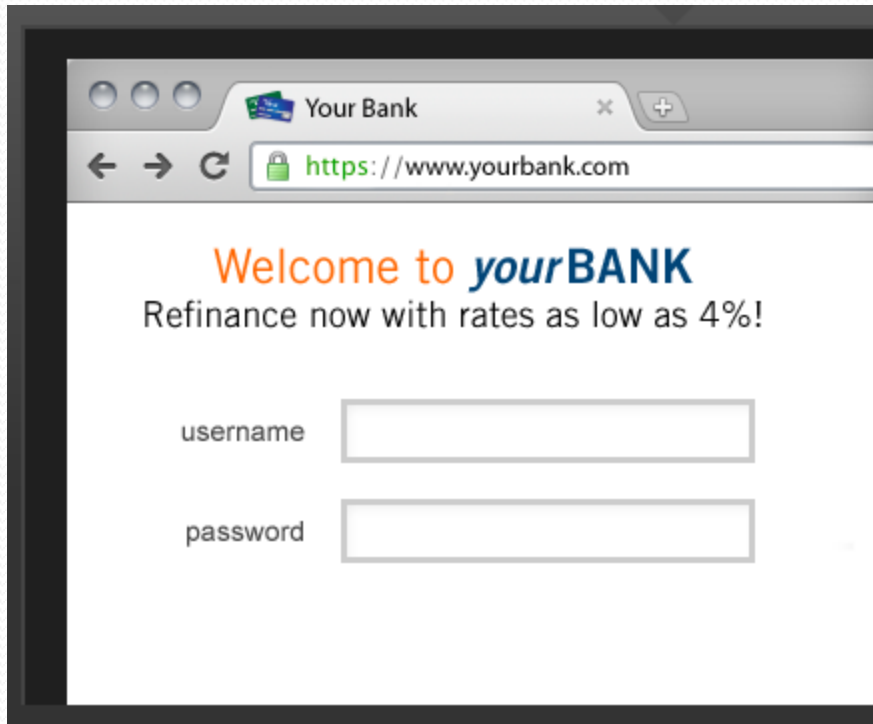 Your Bank
https://www.yourbank.com
Welcome to yourBANK
Refinance now with rates as low as 4%!
username
password